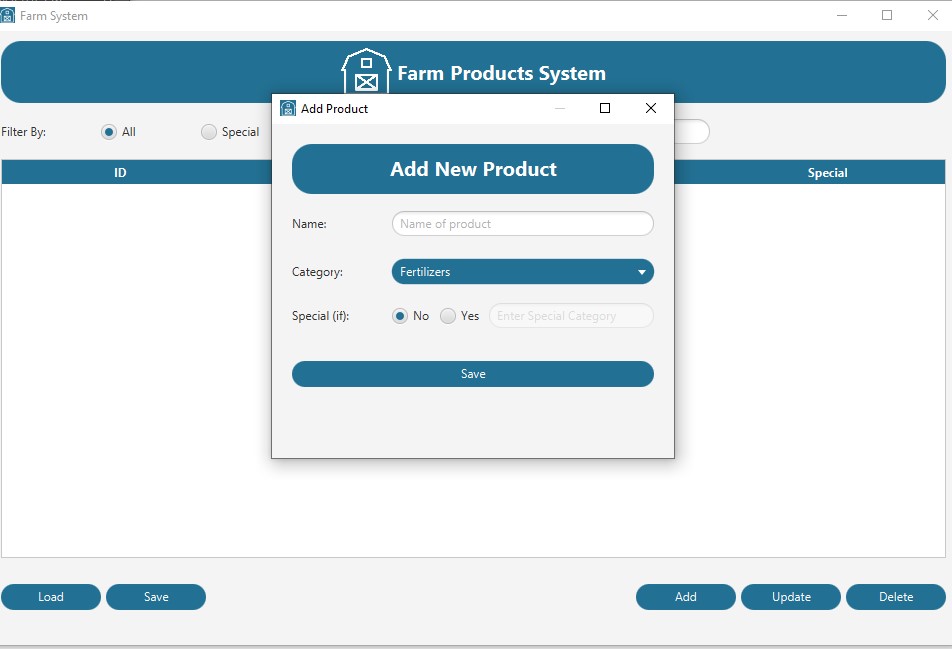 Farm System
Farm Products System
Filter By:
All
Special
ID
Special
Add Product
Add New Product
Name:
Name of product
Category:
Fertilizers
Special (if):
No
Yes
Enter Special Category
Save
Load
Save
Add
Update
Delete